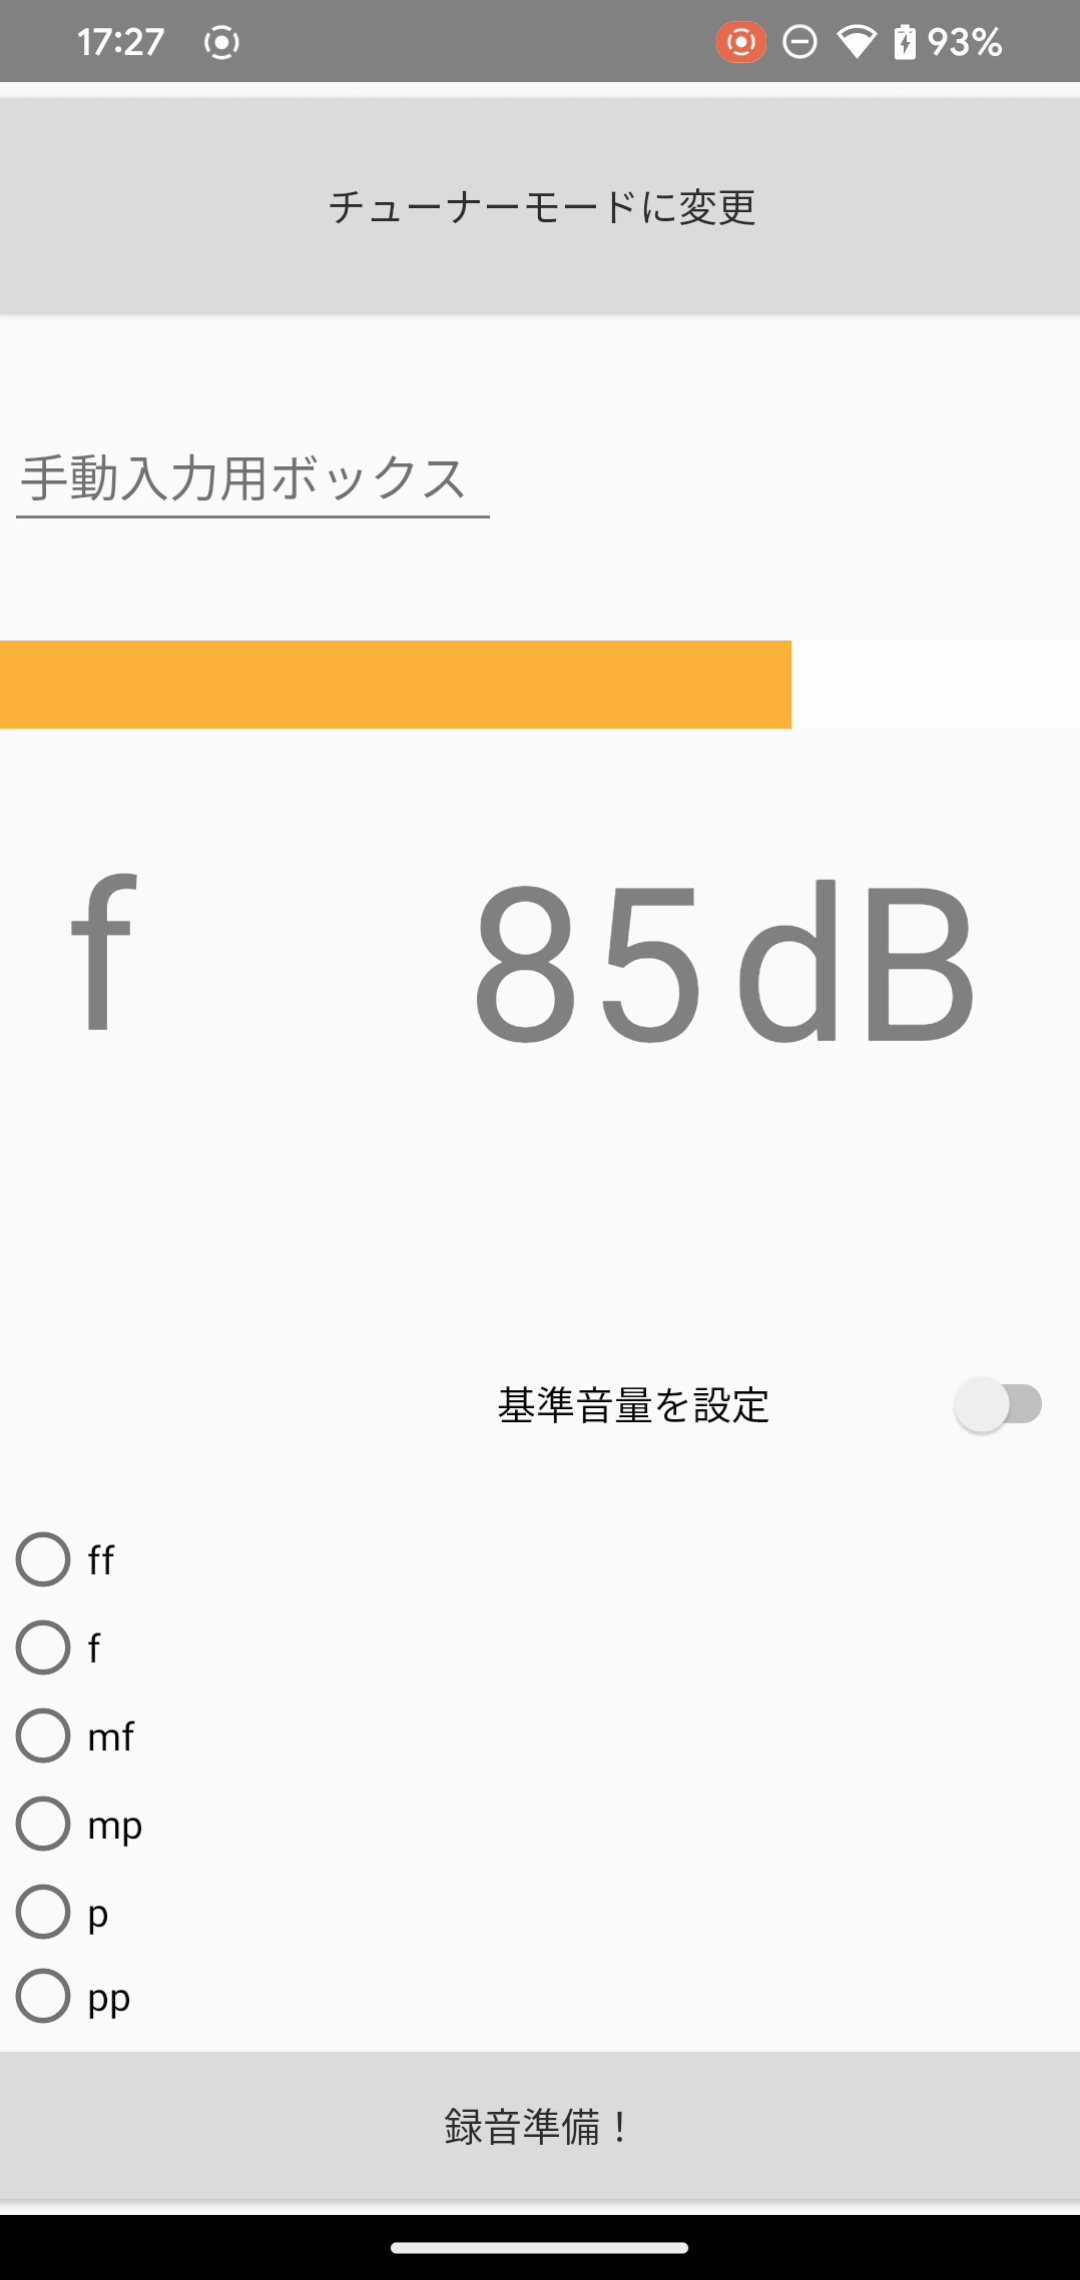 17:27 93%
チューナーモードに変更
手動入力用ボックス
f 85dB
基準音量を設定
ff
f
mf
mp
p
pp
録音準備！